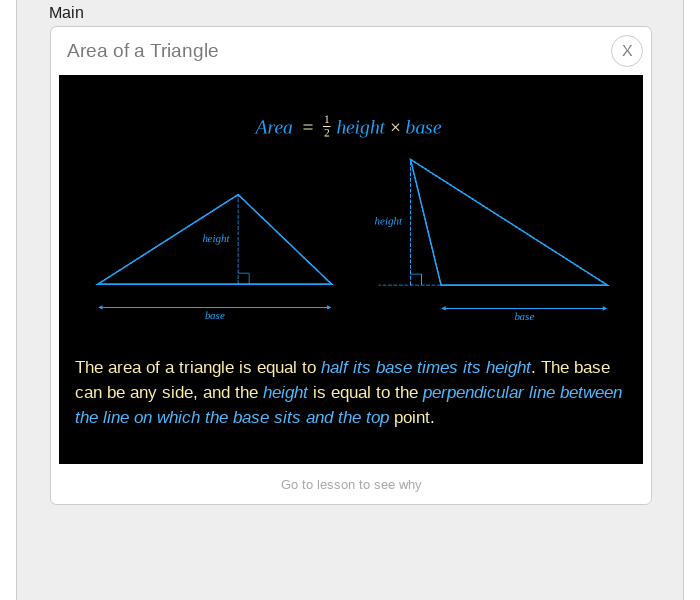 Main
Area of a Triangle
X
Area = 1/2 height × base
height
height
base
base
The area of a triangle is equal to half its base times its height. The base
can be any side, and the height is equal to the perpendicular line between
the line on which the base sits and the top point.
Go to lesson to see why